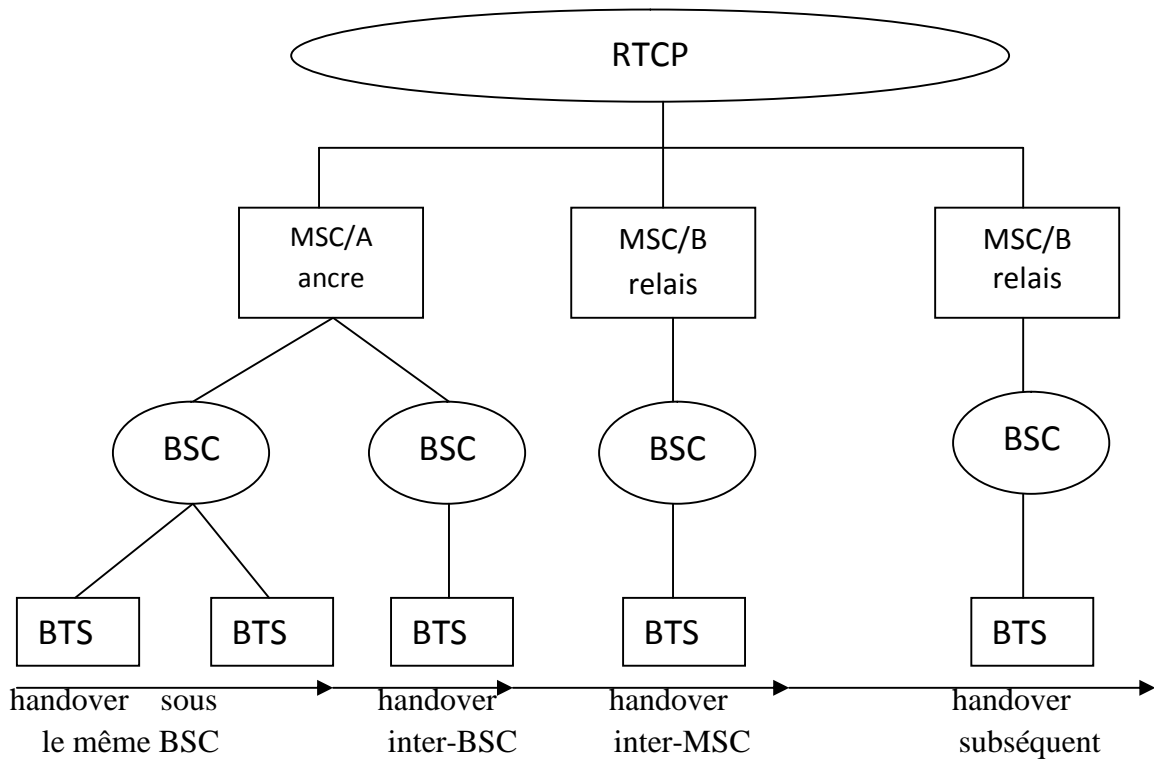 RTCP
MSC/A
ancre
MSC/B
relais
MSC/B
relais
BSC
BSC
BSC
BSC
BTS
BTS
BTS
BTS
BTS
handover sous
le même BSC
handover
inter-BSC
handover
inter-MSC
handover
subséquent